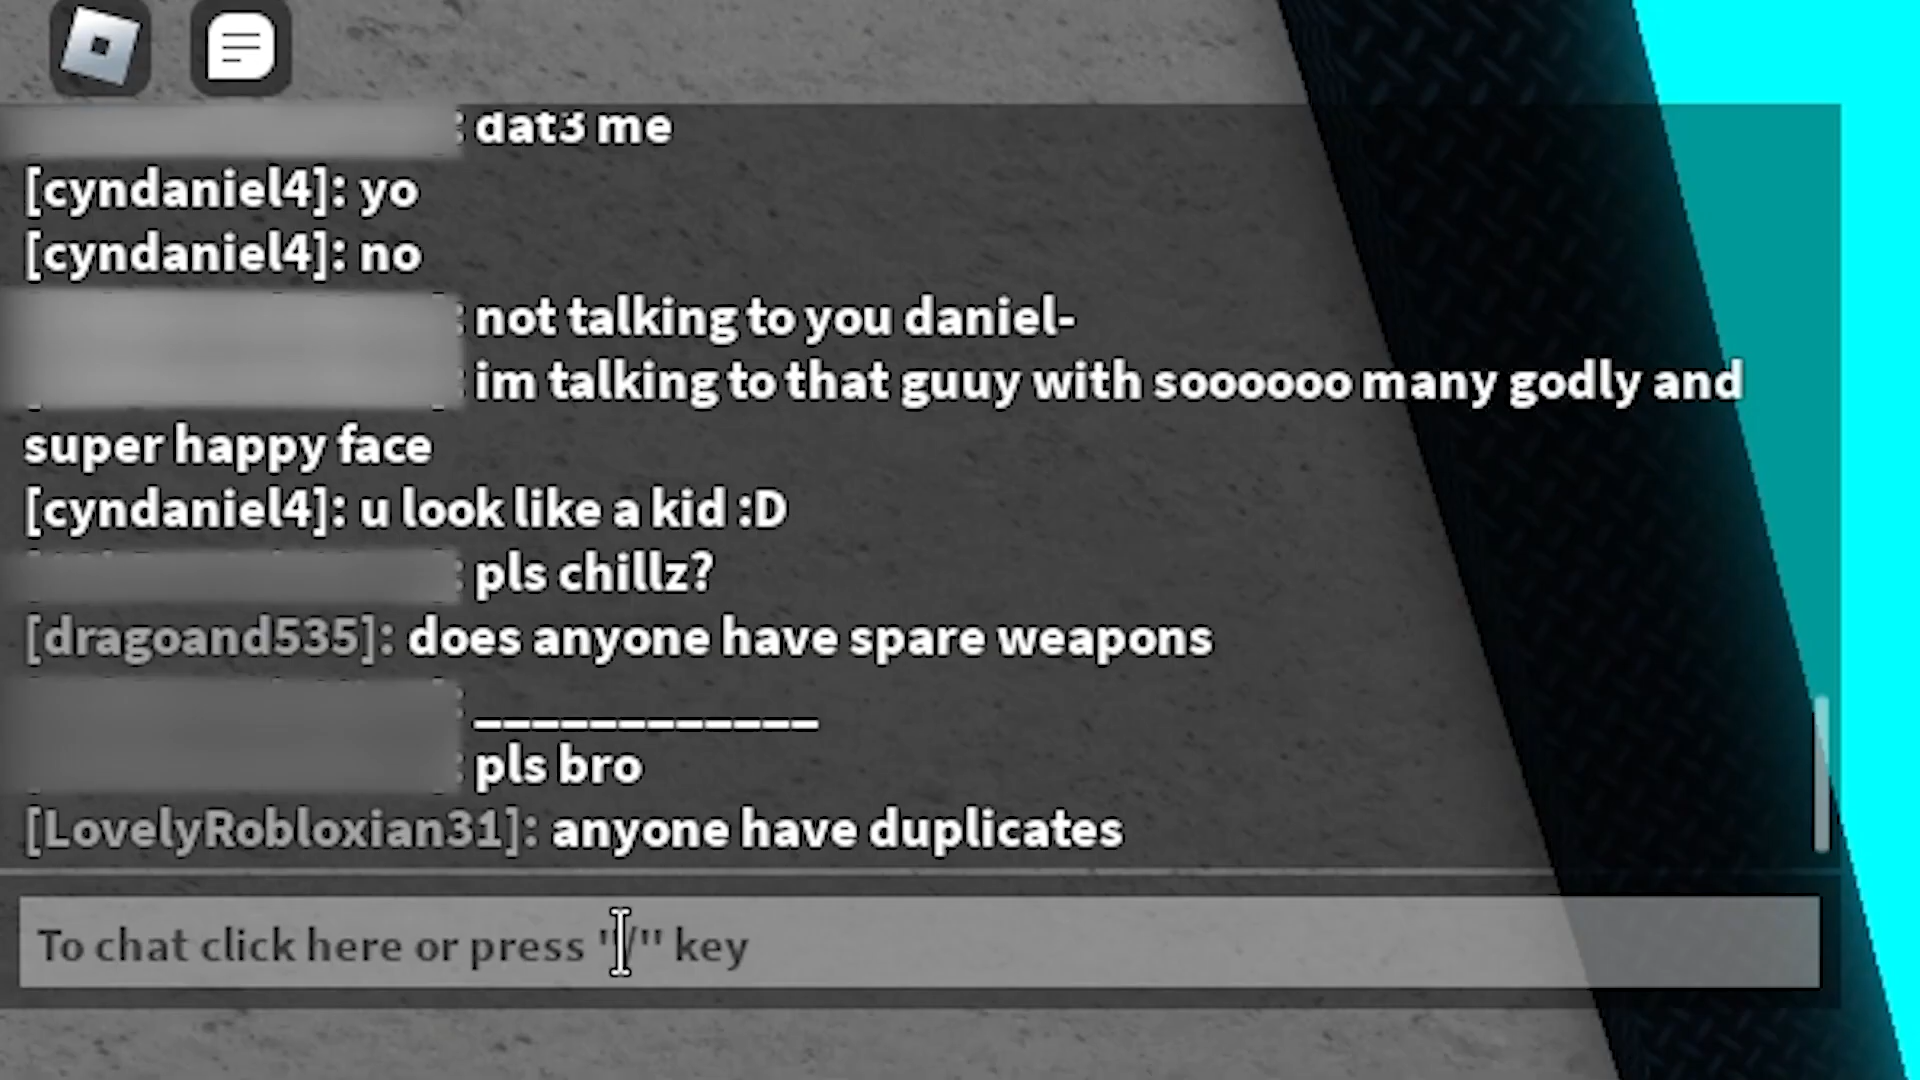 : dat3 me
[cyndaniel4]: yo
[cyndaniel4]: no
: not talking to you daniel-
: im talking to that guuy with soooooo many godly and
super happy face
[cyndaniel4]: u look like a kid :D
: pls chillz?
[dragoand535]: does anyone have spare weapons
: ____________
: pls bro
[LovelyRobloxian31]: anyone have duplicates
To chat click here or press "/" key